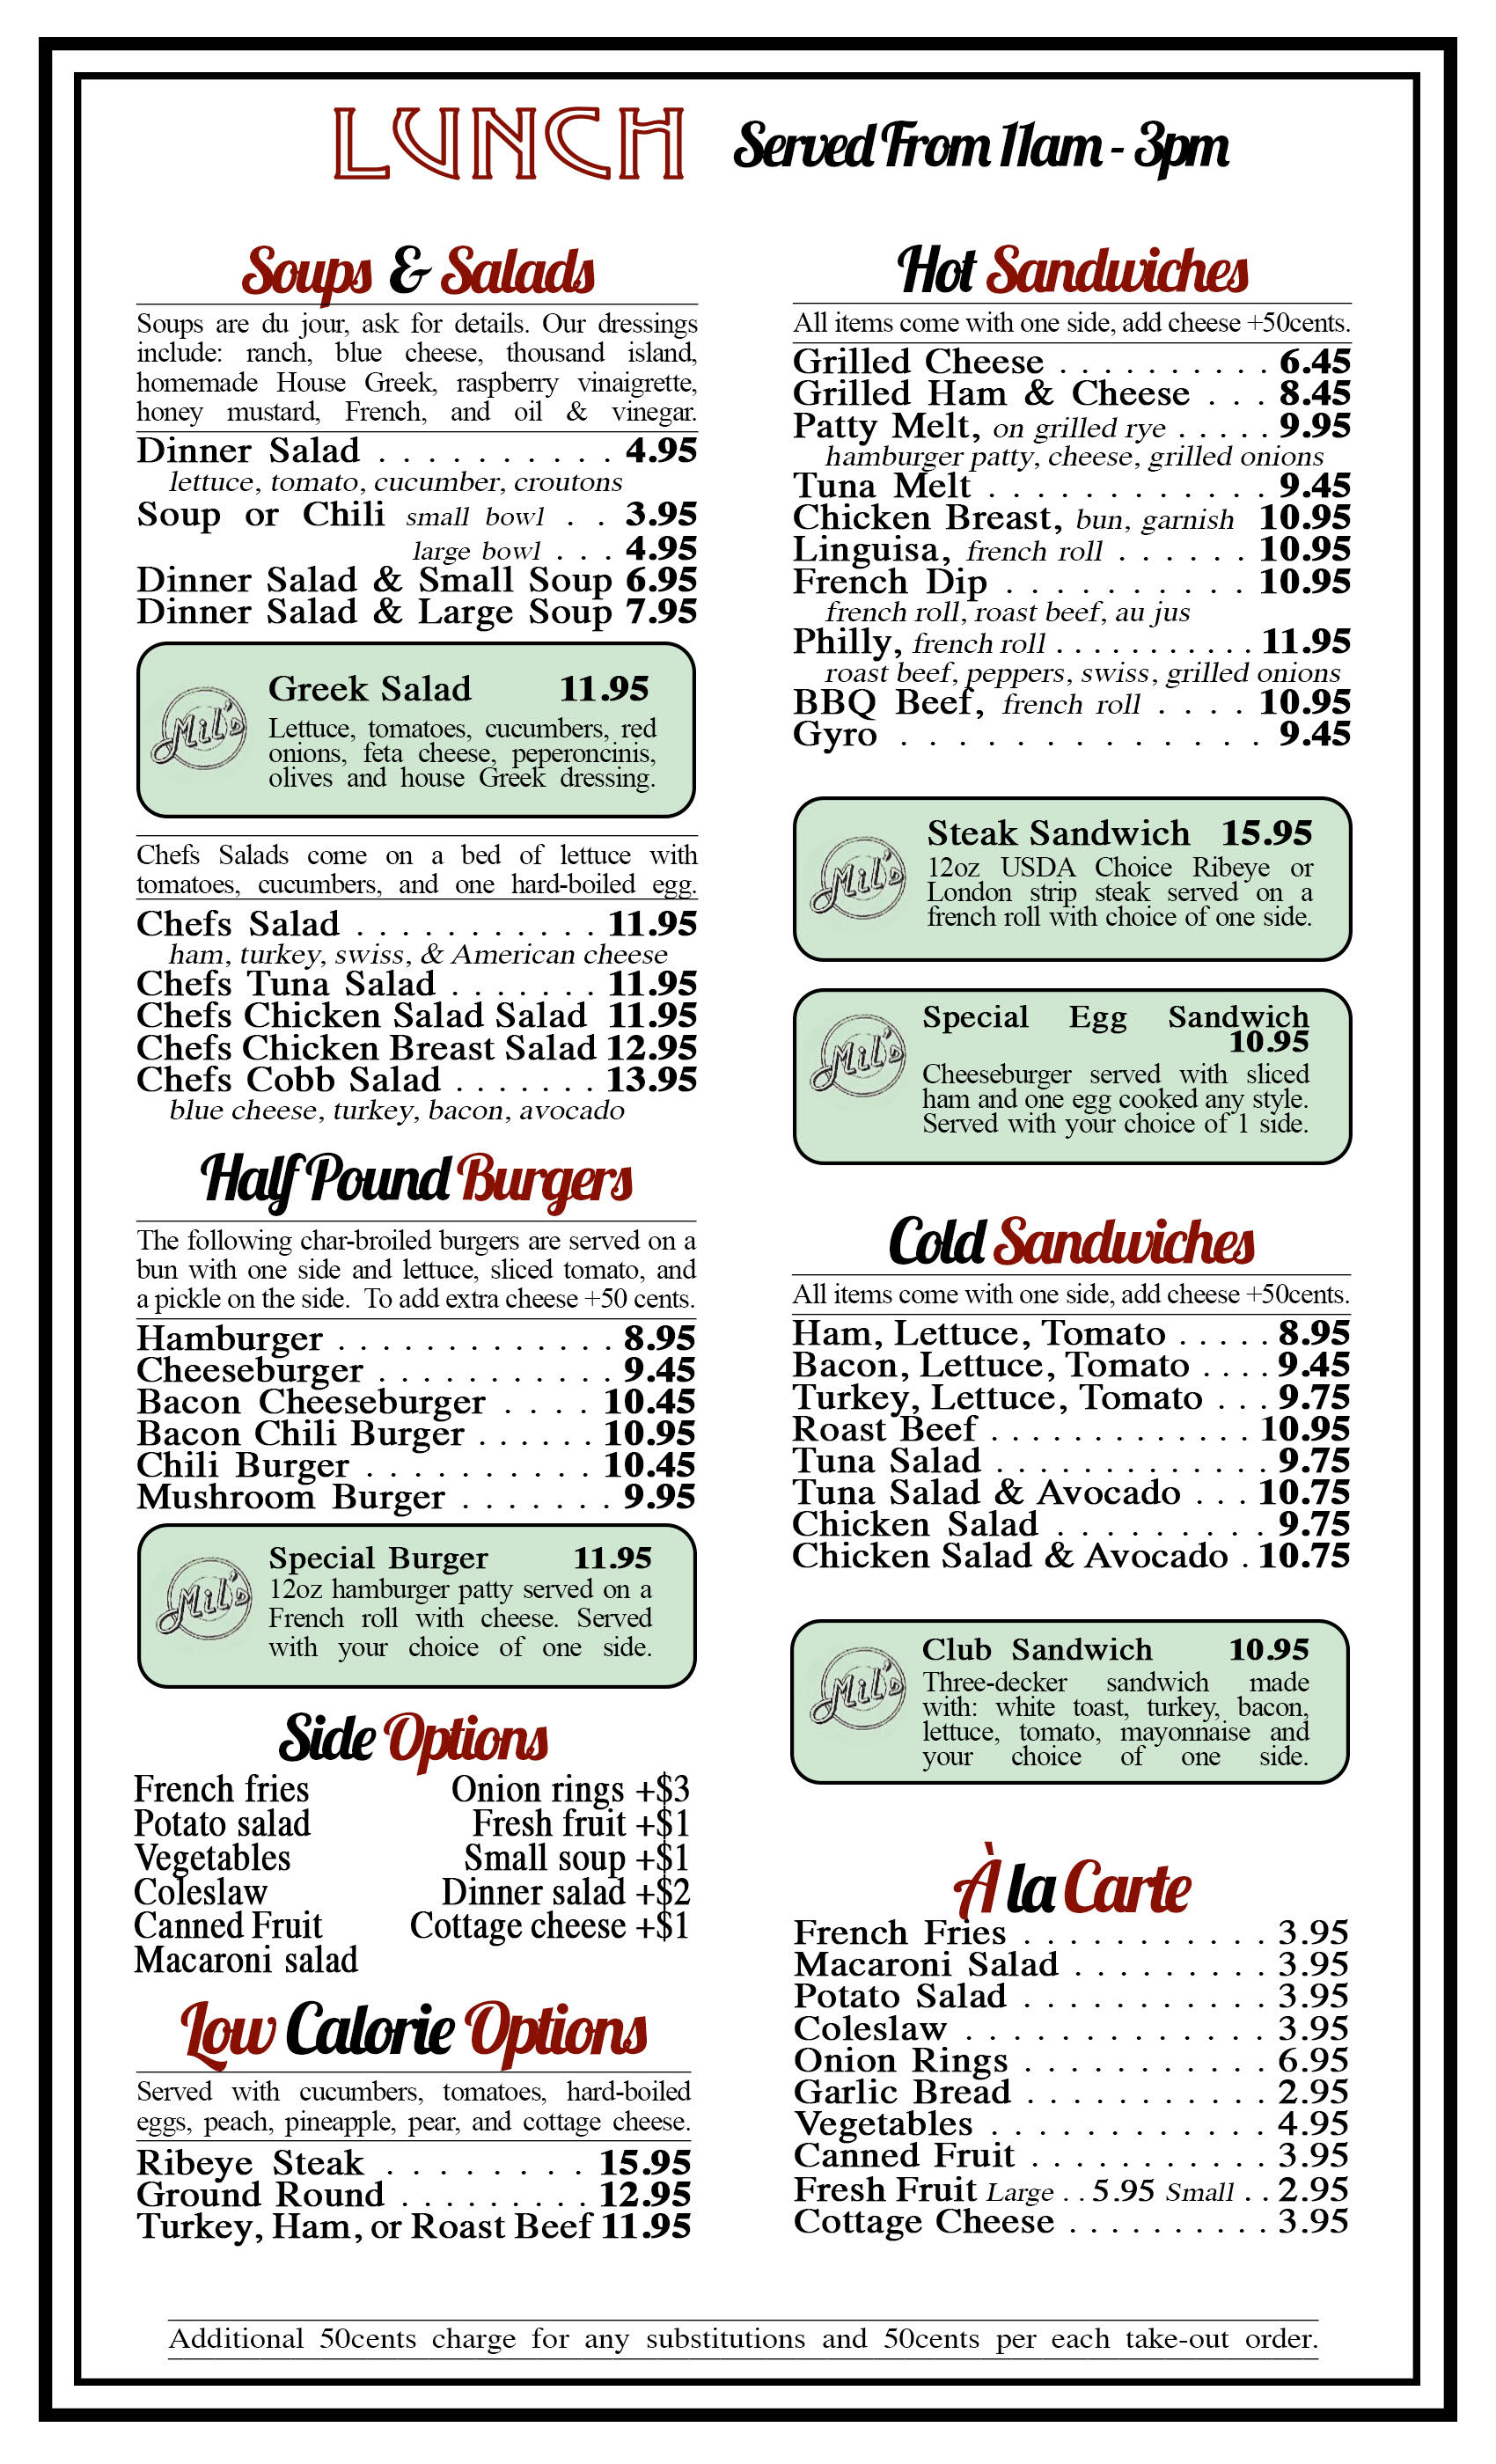 LUNCH Served From 11am - 3pm
Soups & Salads
Soups are du jour, ask for details. Our dressings
include: ranch, blue cheese, thousand island,
homemade House Greek, raspberry vinaigrette,
honey mustard, French, and oil & vinegar.
Dinner Salad . . . . . . . . . . 4.95
lettuce, tomato, cucumber, croutons
Soup or Chili small bowl . . 3.95
large bowl . . . 4.95
Dinner Salad & Small Soup 6.95
Dinner Salad & Large Soup 7.95
Mil's
Greek Salad 11.95
Lettuce, tomatoes, cucumbers, red
onions, feta cheese, peperoncinis,
olives and house Greek dressing.
Chefs Salads come on a bed of lettuce with
tomatoes, cucumbers, and one hard-boiled egg.
Chefs Salad . . . . . . . . . . . 11.95
ham, turkey, swiss, & American cheese
Chefs Tuna Salad . . . . . . . 11.95
Chefs Chicken Salad Salad 11.95
Chefs Chicken Breast Salad 12.95
Chefs Cobb Salad . . . . . . . 13.95
blue cheese, turkey, bacon, avocado
Half Pound Burgers
The following char-broiled burgers are served on a
bun with one side and lettuce, sliced tomato, and
a pickle on the side. To add extra cheese +50 cents.
Hamburger . . . . . . . . . . . . . 8.95
Cheeseburger . . . . . . . . . . . 9.45
Bacon Cheeseburger . . . . 10.45
Bacon Chili Burger . . . . . . 10.95
Chili Burger . . . . . . . . . . 10.45
Mushroom Burger . . . . . . . 9.95
Mil's
Special Burger 11.95
12oz hamburger patty served on a
French roll with cheese. Served
with your choice of one side.
Side Options
French fries Onion rings +$3
Potato salad Fresh fruit +$1
Vegetables Small soup +$1
Coleslaw Dinner salad +$2
Canned Fruit Cottage cheese +$1
Macaroni salad
Low Calorie Options
Served with cucumbers, tomatoes, hard-boiled
eggs, peach, pineapple, pear, and cottage cheese.
Ribeye Steak . . . . . . . . 15.95
Ground Round . . . . . . . . . 12.95
Turkey, Ham, or Roast Beef 11.95
Hot Sandwiches
All items come with one side, add cheese +50cents.
Grilled Cheese . . . . . . . . . . 6.45
Grilled Ham & Cheese . . . 8.45
Patty Melt, on grilled rye . . . . . 9.95
hamburger patty, cheese, grilled onions
Tuna Melt . . . . . . . . . . . . 9.45
Chicken Breast, bun, garnish 10.95
Linguisa, french roll . . . . . . 10.95
French Dip . . . . . . . . . . 10.95
french roll, roast beef, au jus
Philly, french roll . . . . . . . . . . 11.95
roast beef, peppers, swiss, grilled onions
BBQ Beef, french roll . . . . 10.95
Gyro . . . . . . . . . . . . . 9.45
Mil's
Steak Sandwich 15.95
12oz USDA Choice Ribeye or
London strip steak served on a
french roll with choice of one side.
Mil's
Special Egg Sandwich
10.95
Cheeseburger served with sliced
ham and one egg cooked any style.
Served with your choice of 1 side.
Cold Sandwiches
All items come with one side, add cheese +50cents.
Ham, Lettuce, Tomato . . . . . 8.95
Bacon, Lettuce, Tomato . . . . 9.45
Turkey, Lettuce, Tomato . . . 9.75
Roast Beef . . . . . . . . . . . . 10.95
Tuna Salad . . . . . . . . . . . . 9.75
Tuna Salad & Avocado . . . 10.75
Chicken Salad . . . . . . . . . 9.75
Chicken Salad & Avocado . 10.75
Mil's
Club Sandwich 10.95
Three-decker sandwich made
with: white toast, turkey, bacon,
lettuce, tomato, mayonnaise and
your choice of one side.
À la Carte
French Fries . . . . . . . . . . . 3.95
Macaroni Salad . . . . . . . . . 3.95
Potato Salad . . . . . . . . . . . 3.95
Coleslaw . . . . . . . . . . . . . 3.95
Onion Rings . . . . . . . . . . . 6.95
Garlic Bread . . . . . . . . . . . 2.95
Vegetables . . . . . . . . . . . . 4.95
Canned Fruit . . . . . . . . . . . 3.95
Fresh Fruit Large . . 5.95 Small . . 2.95
Cottage Cheese . . . . . . . . . . 3.95
Additional 50cents charge for any substitutions and 50cents per each take-out order.